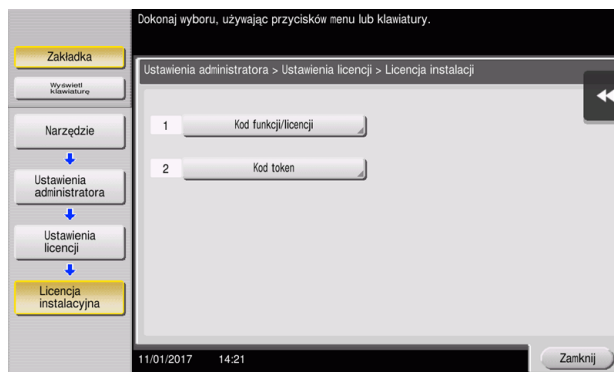 Dokonaj wyboru, używając przycisków menu lub klawiatury.
Zakładka
Wyświetl
klawiaturę
Ustawienia administratora > Ustawienia licencji > Licencja instalacji
Narzędzie
1 Kod funkcji/licencji
Ustawienia
administratora
2 Kod token
Ustawienia
licencji
Licencja
instalacyjna
11/01/2017 14:21
Zamknij